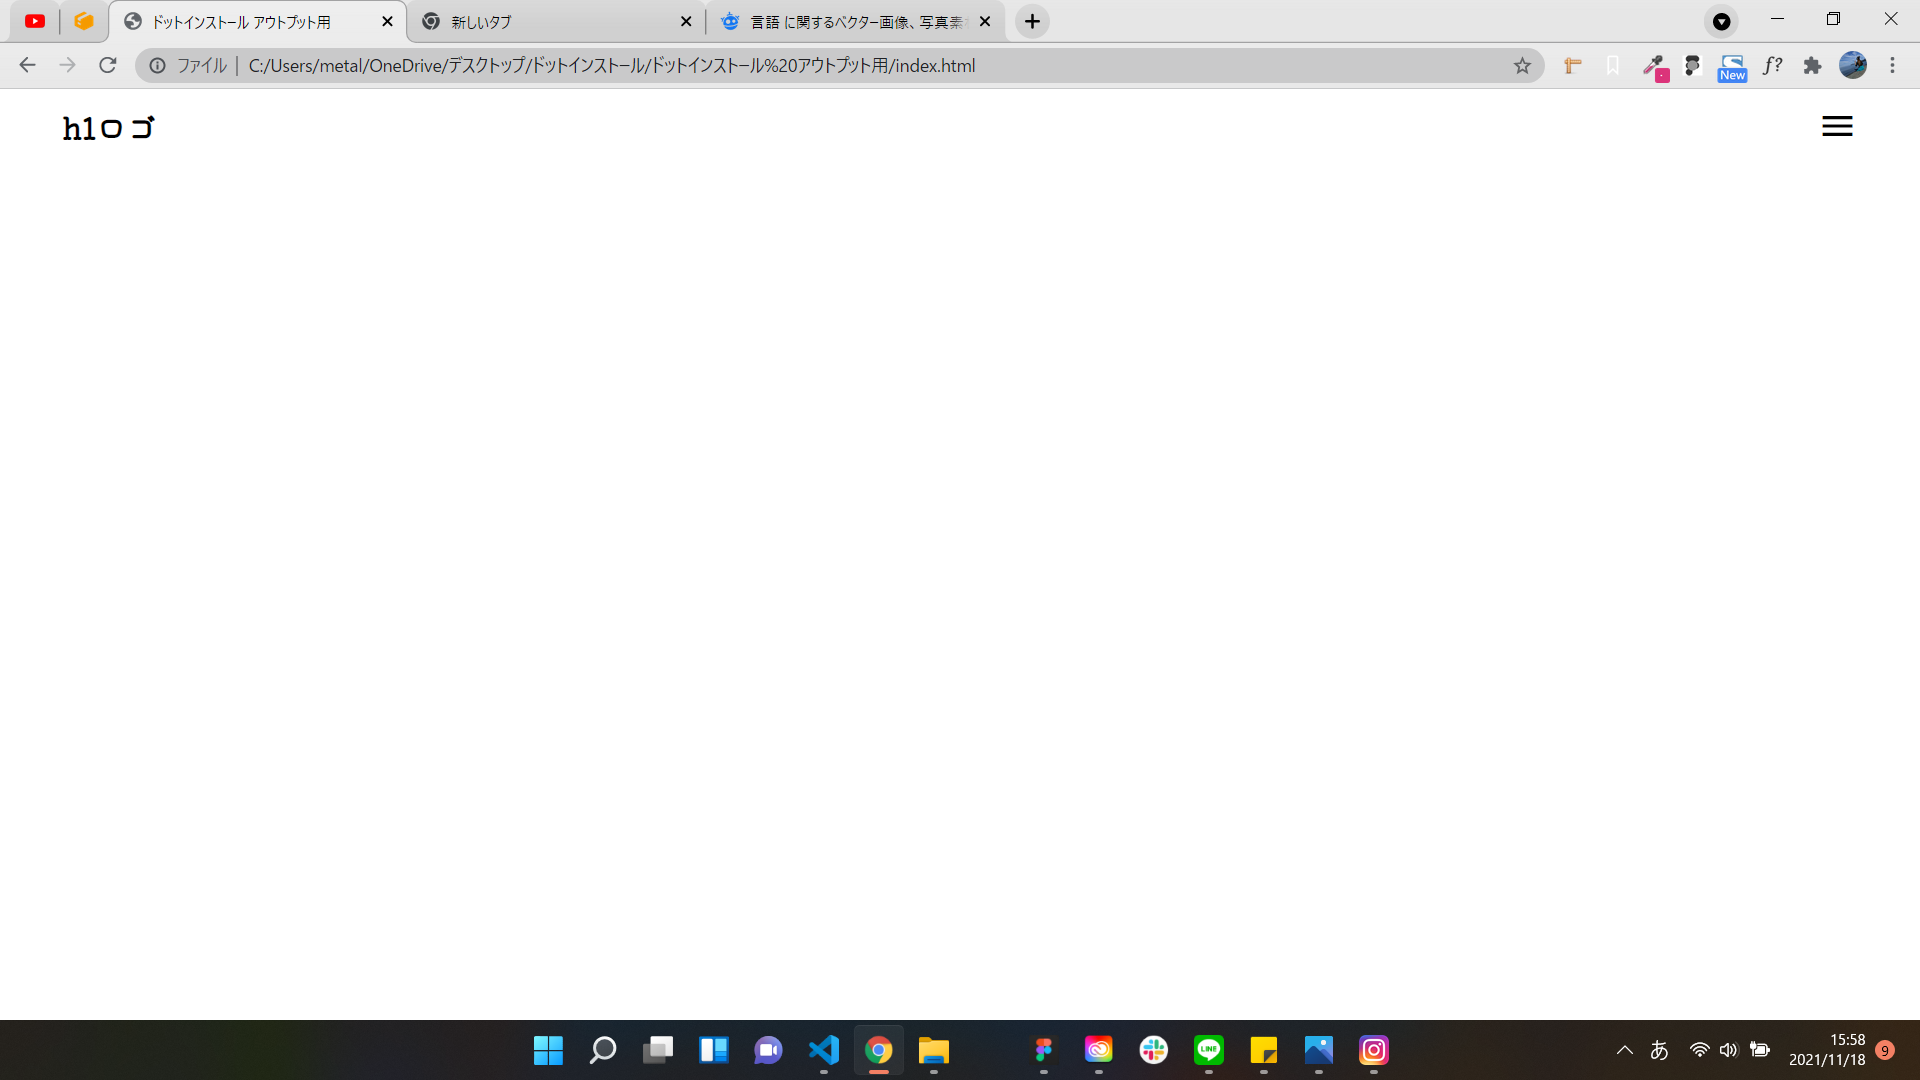 ドットインストール アウトプット用
新しいタブ
言語 に関するベクター画像、写真素
ファイル
C:/Users/metal/OneDrive/デスクトップ/ドットインストール/ドットインストール%20アウトプット用/index.html
New
f?
h1ロゴ
LINE
あ
15:58
2021/11/18
9